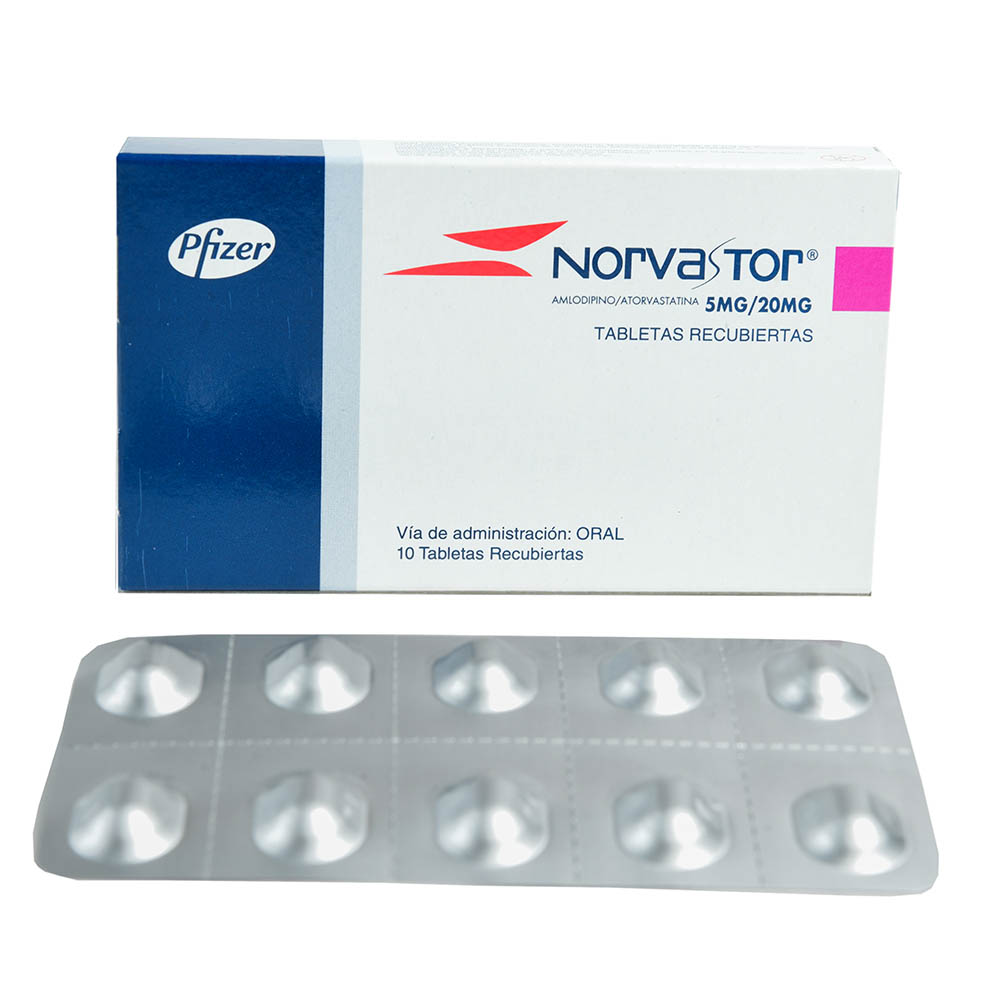 Pfizer
NORVASTOR®
AMLODIPINO/ATORVASTATINA 5MG/20MG
TABLETAS RECUBIERTAS
Vía de administración: ORAL
10 Tabletas Recubiertas